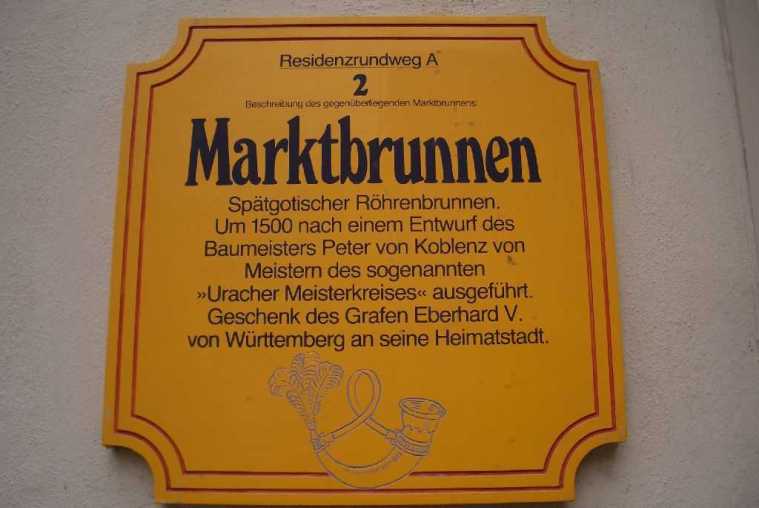 Residenzrundweg A
2
Beschreibung des gegenüberliegenden Marktbrunnens:
Marktbrunnen
Spätgotischer Röhrenbrunnen.
Um 1500 nach einem Entwurf des
Baumeisters Peter von Koblenz von
Meistern des sogenannten
»Uracher Meisterkreises« ausgeführt.
Geschenk des Grafen Eberhard V.
von Württemberg an seine Heimatstadt.